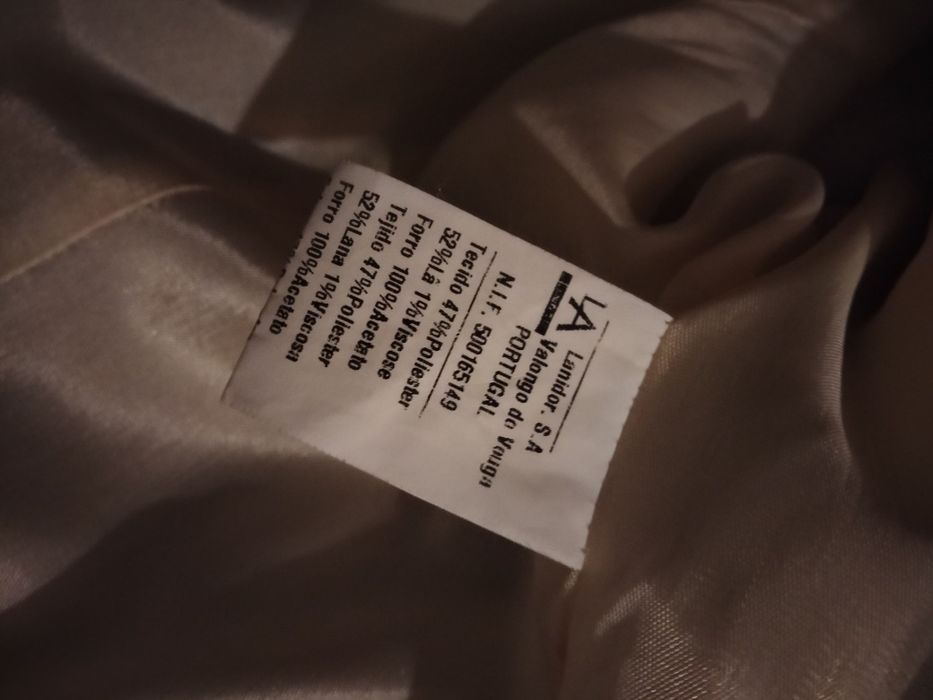 LA Lanidor. S.A
Valongo do Vouga
PORTUGAL
N.I.F. 500165149
Tecido 47%Poliester
52%Lã 1%Viscose
Forro 100%Acetato
Tejido 47%Poliester
52%Lana 1%Viscosa
Forro 100%Acetato